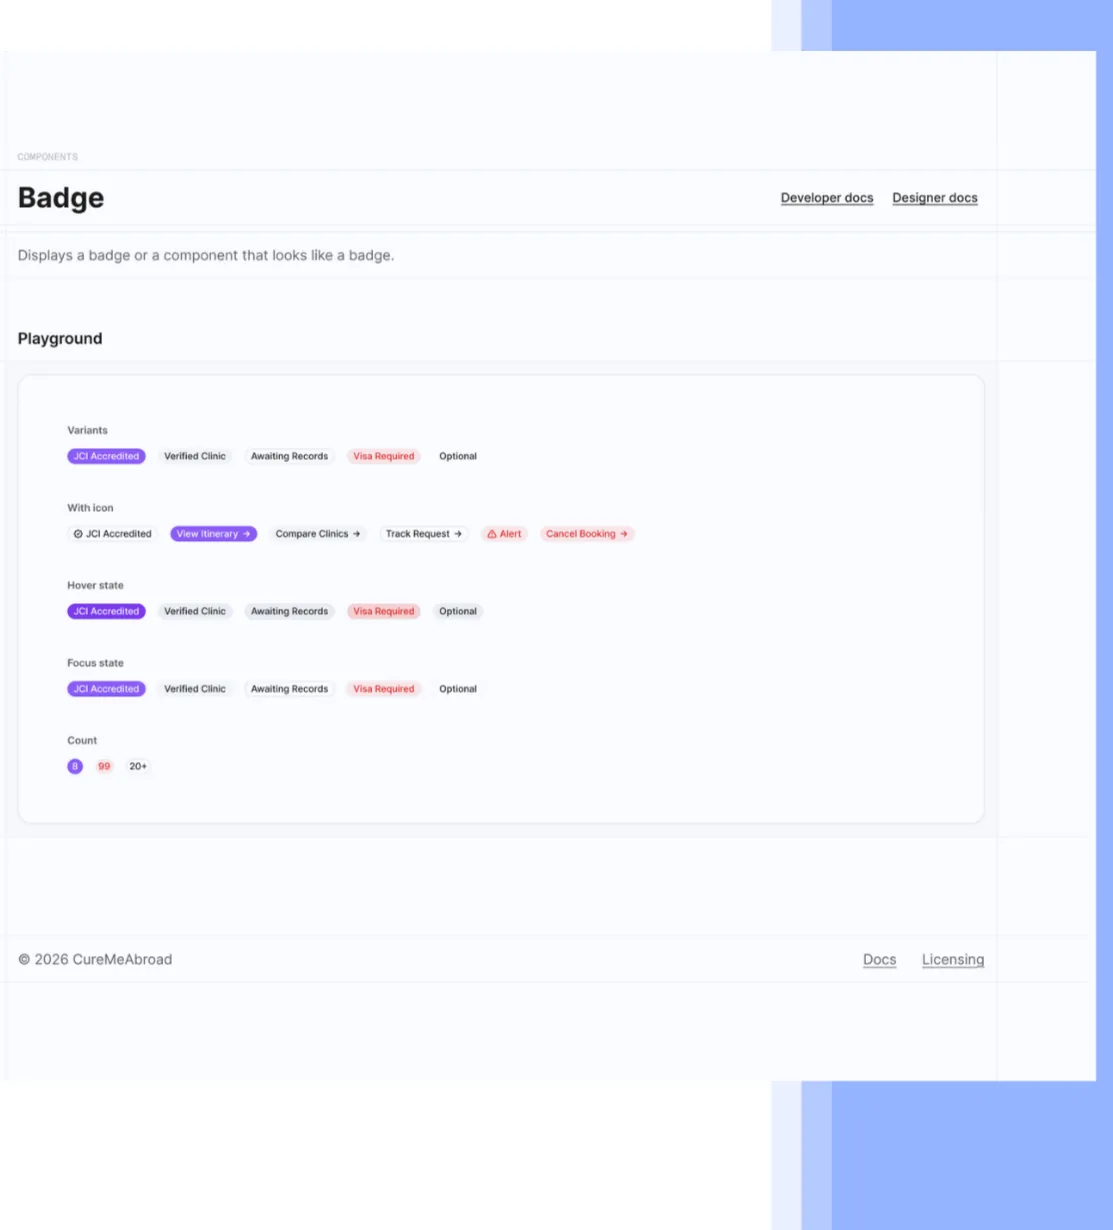 COMPONENTS
Badge
Developer docs Designer docs
Displays a badge or a component that looks like a badge.
Playground
Variants
JCI Accredited Verified Clinic Awaiting Records Visa Required Optional
With icon
JCI Accredited View Itinerary → Compare Clinics → Track Request → Alert Cancel Booking →
Hover state
JCI Accredited Verified Clinic Awaiting Records Visa Required Optional
Focus state
JCI Accredited Verified Clinic Awaiting Records Visa Required Optional
Count
8 99 20+
© 2026 CureMeAbroad
Docs Licensing